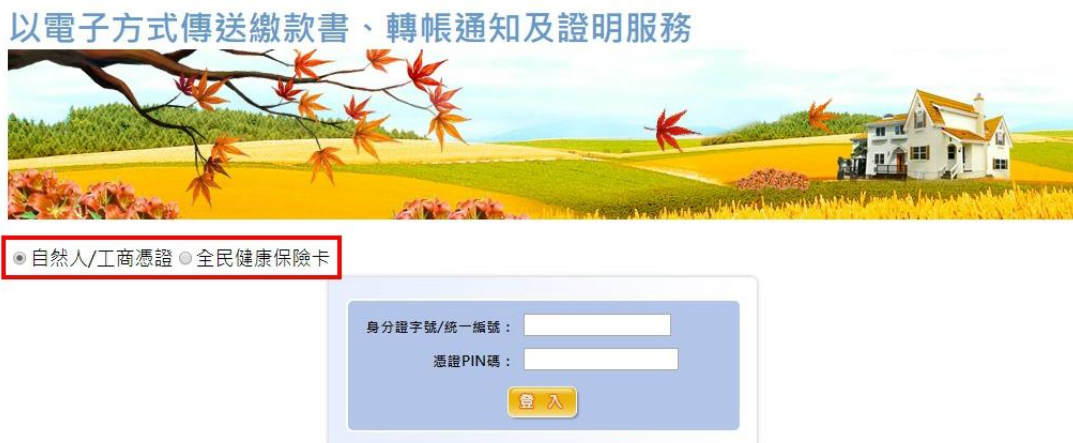 以電子方式傳送繳款書、轉帳通知及證明服務
自然人/工商憑證 全民健康保險卡
身分證字號/統一編號：
憑證PIN碼：
登 入